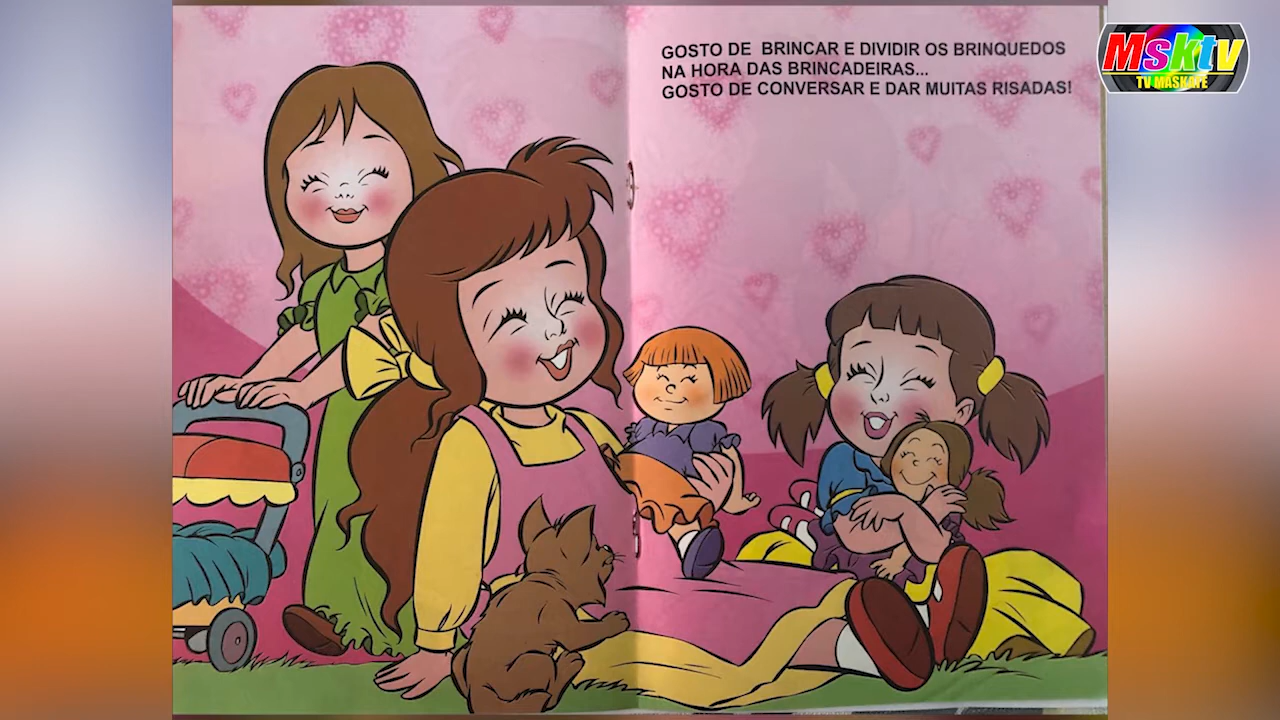 GOSTO DE BRINCAR E DIVIDIR OS BRINQUEDOS
NA HORA DAS BRINCADEIRAS...
GOSTO DE CONVERSAR E DAR MUITAS RISADAS!
Msktv
TV MASKATE